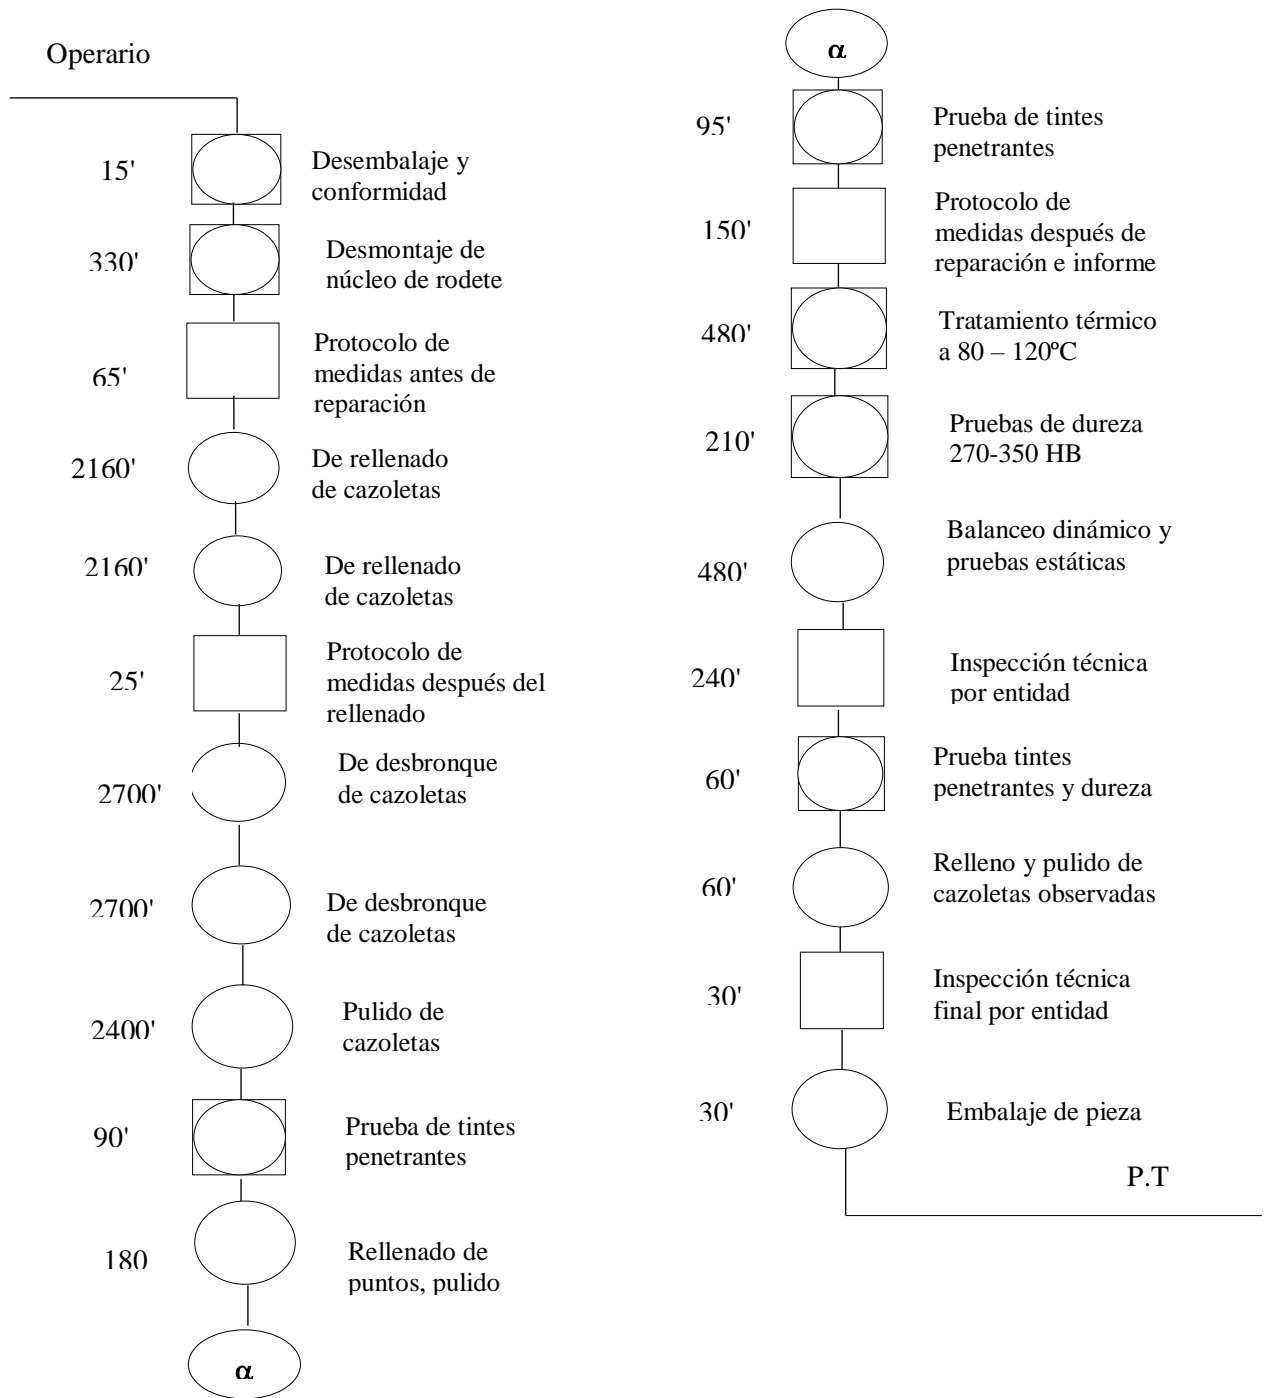 Operario
15'
Desembalaje y
conformidad
330'
Desmontaje de
núcleo de rodete
65'
Protocolo de
medidas antes de
reparación
2160'
De rellenado
de cazoletas
2160'
De rellenado
de cazoletas
25'
Protocolo de
medidas después del
rellenado
2700'
De desbronque
de cazoletas
2700'
De desbronque
de cazoletas
2400'
Pulido de
cazoletas
90'
Prueba de tintes
penetrantes
180
Rellenado de
puntos, pulido
α
α
95'
Prueba de tintes
penetrantes
150'
Protocolo de
medidas después de
reparación e informe
480'
Tratamiento térmico
a 80 – 120ºC
210'
Pruebas de dureza
270-350 HB
480'
Balanceo dinámico y
pruebas estáticas
240'
Inspección técnica
por entidad
60'
Prueba tintes
penetrantes y dureza
60'
Relleno y pulido de
cazoletas observadas
30'
Inspección técnica
final por entidad
30'
Embalaje de pieza
P.T